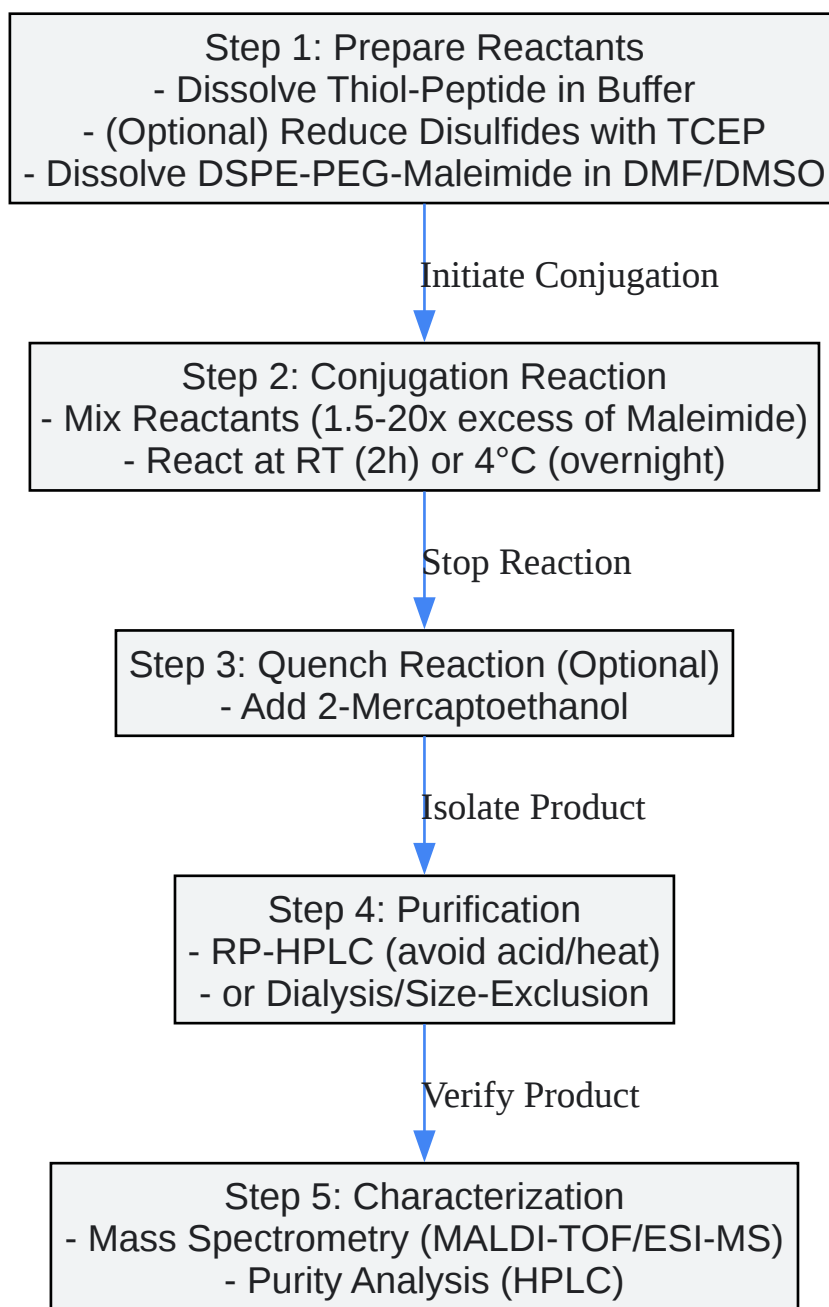 Step 1: Prepare Reactants
- Dissolve Thiol-Peptide in Buffer
- (Optional) Reduce Disulfides with TCEP
- Dissolve DSPE-PEG-Maleimide in DMF/DMSO
Initiate Conjugation
Step 2: Conjugation Reaction
- Mix Reactants (1.5-20x excess of Maleimide)
- React at RT (2h) or 4°C (overnight)
Stop Reaction
Step 3: Quench Reaction (Optional)
- Add 2-Mercaptoethanol
Isolate Product
Step 4: Purification
- RP-HPLC (avoid acid/heat)
- or Dialysis/Size-Exclusion
Verify Product
Step 5: Characterization
- Mass Spectrometry (MALDI-TOF/ESI-MS)
- Purity Analysis (HPLC)